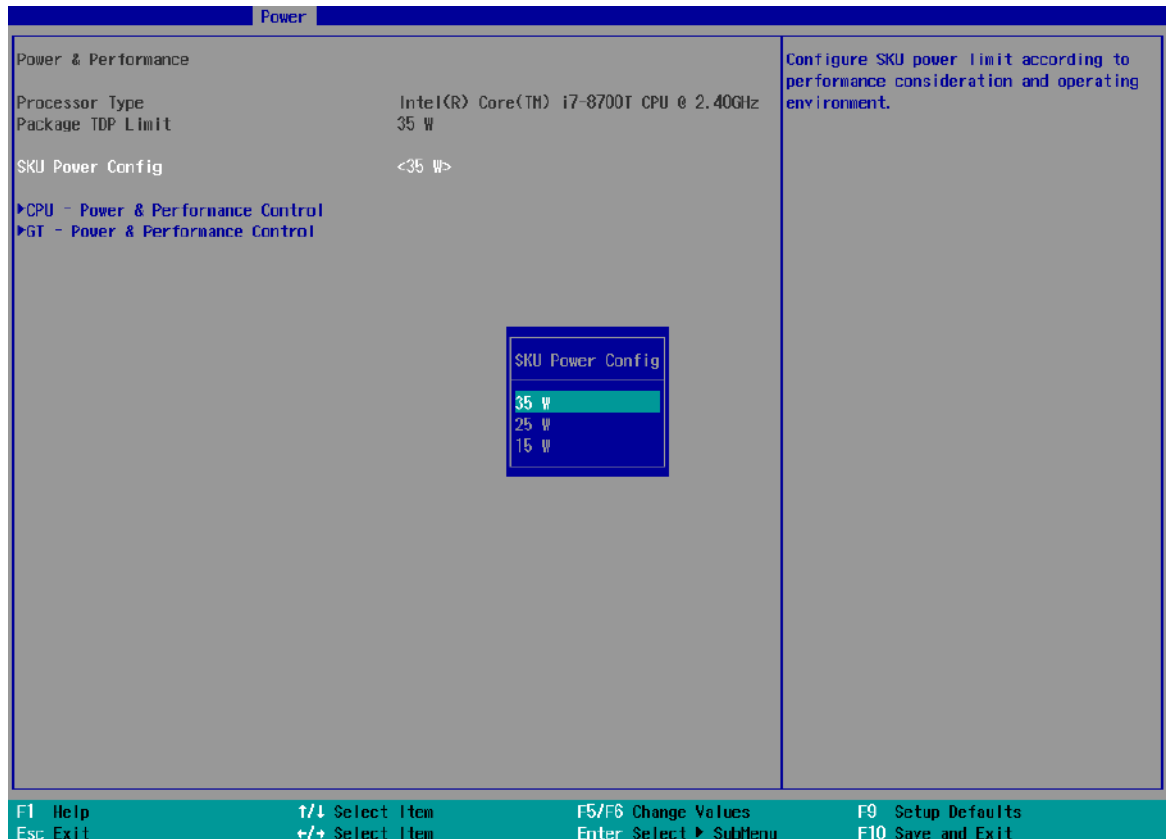 Power
Power & Performance
Processor Type Intel(R) Core(TM) i7-8700T CPU @ 2.40GHz
Package TDP Limit 35 W
SKU Power Config <35 W>
▶CPU - Power & Performance Control
▶GT - Power & Performance Control
SKU Power Config
35 W
25 W
15 W
Configure SKU power limit according to
performance consideration and operating
environment.
F1 Help ↑/↓ Select Item F5/F6 Change Values F9 Setup Defaults
Esc Exit ←/→ Select Item Enter Select ▶ SubMenu F10 Save and Exit